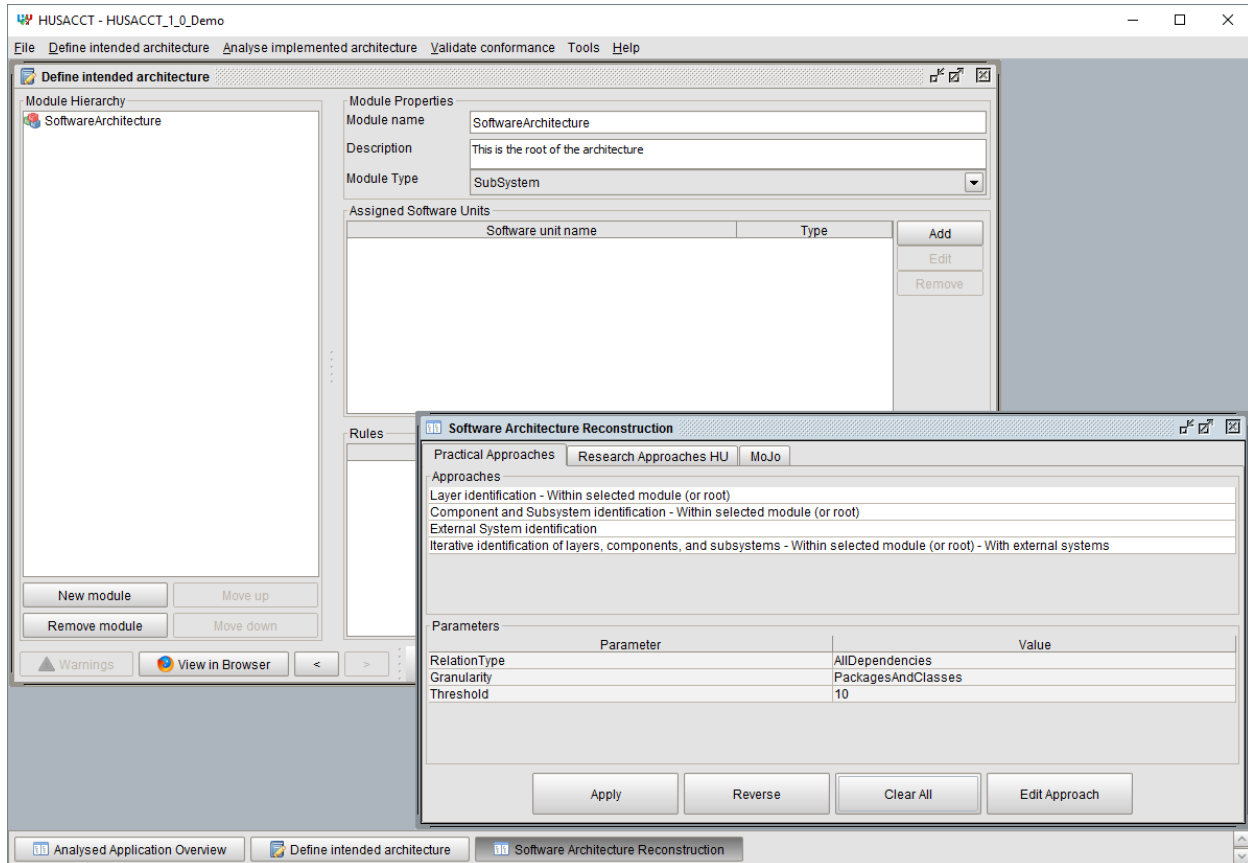 HUSACCT - HUSACCT_1_0_Demo
File Define intended architecture Analyse implemented architecture Validate conformance Tools Help
Define intended architecture
Module Hierarchy
SoftwareArchitecture
Module Properties
Module name SoftwareArchitecture
Description This is the root of the architecture
Module Type SubSystem
Assigned Software Units
Software unit name Type
Add
Edit
Remove
Rules
New module Move up
Remove module Move down
Warnings View in Browser < >
Software Architecture Reconstruction
Practical Approaches Research Approaches HU MoJo
Approaches
Layer identification - Within selected module (or root)
Component and Subsystem identification - Within selected module (or root)
External System identification
Iterative identification of layers, components, and subsystems - Within selected module (or root) - With external systems
Parameters
Parameter Value
RelationType AllDependencies
Granularity PackagesAndClasses
Threshold 10
Apply Reverse Clear All Edit Approach
Analysed Application Overview Define intended architecture Software Architecture Reconstruction